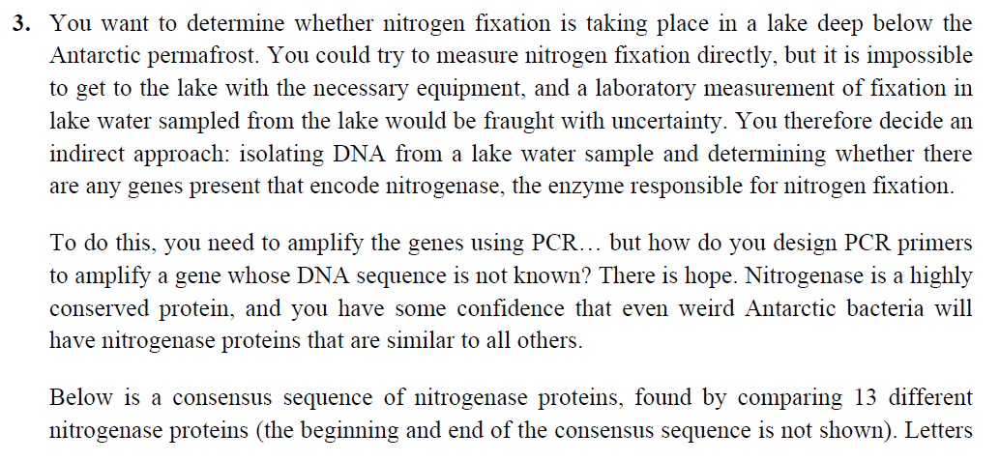 3. You want to determine whether nitrogen fixation is taking place in a lake deep below the
Antarctic permafrost. You could try to measure nitrogen fixation directly, but it is impossible
to get to the lake with the necessary equipment, and a laboratory measurement of fixation in
lake water sampled from the lake would be fraught with uncertainty. You therefore decide an
indirect approach: isolating DNA from a lake water sample and determining whether there
are any genes present that encode nitrogenase, the enzyme responsible for nitrogen fixation.
To do this, you need to amplify the genes using PCR... but how do you design PCR primers
to amplify a gene whose DNA sequence is not known? There is hope. Nitrogenase is a highly
conserved protein, and you have some confidence that even weird Antarctic bacteria will
have nitrogenase proteins that are similar to all others.
Below is a consensus sequence of nitrogenase proteins, found by comparing 13 different
nitrogenase proteins (the beginning and end of the consensus sequence is not shown). Letters